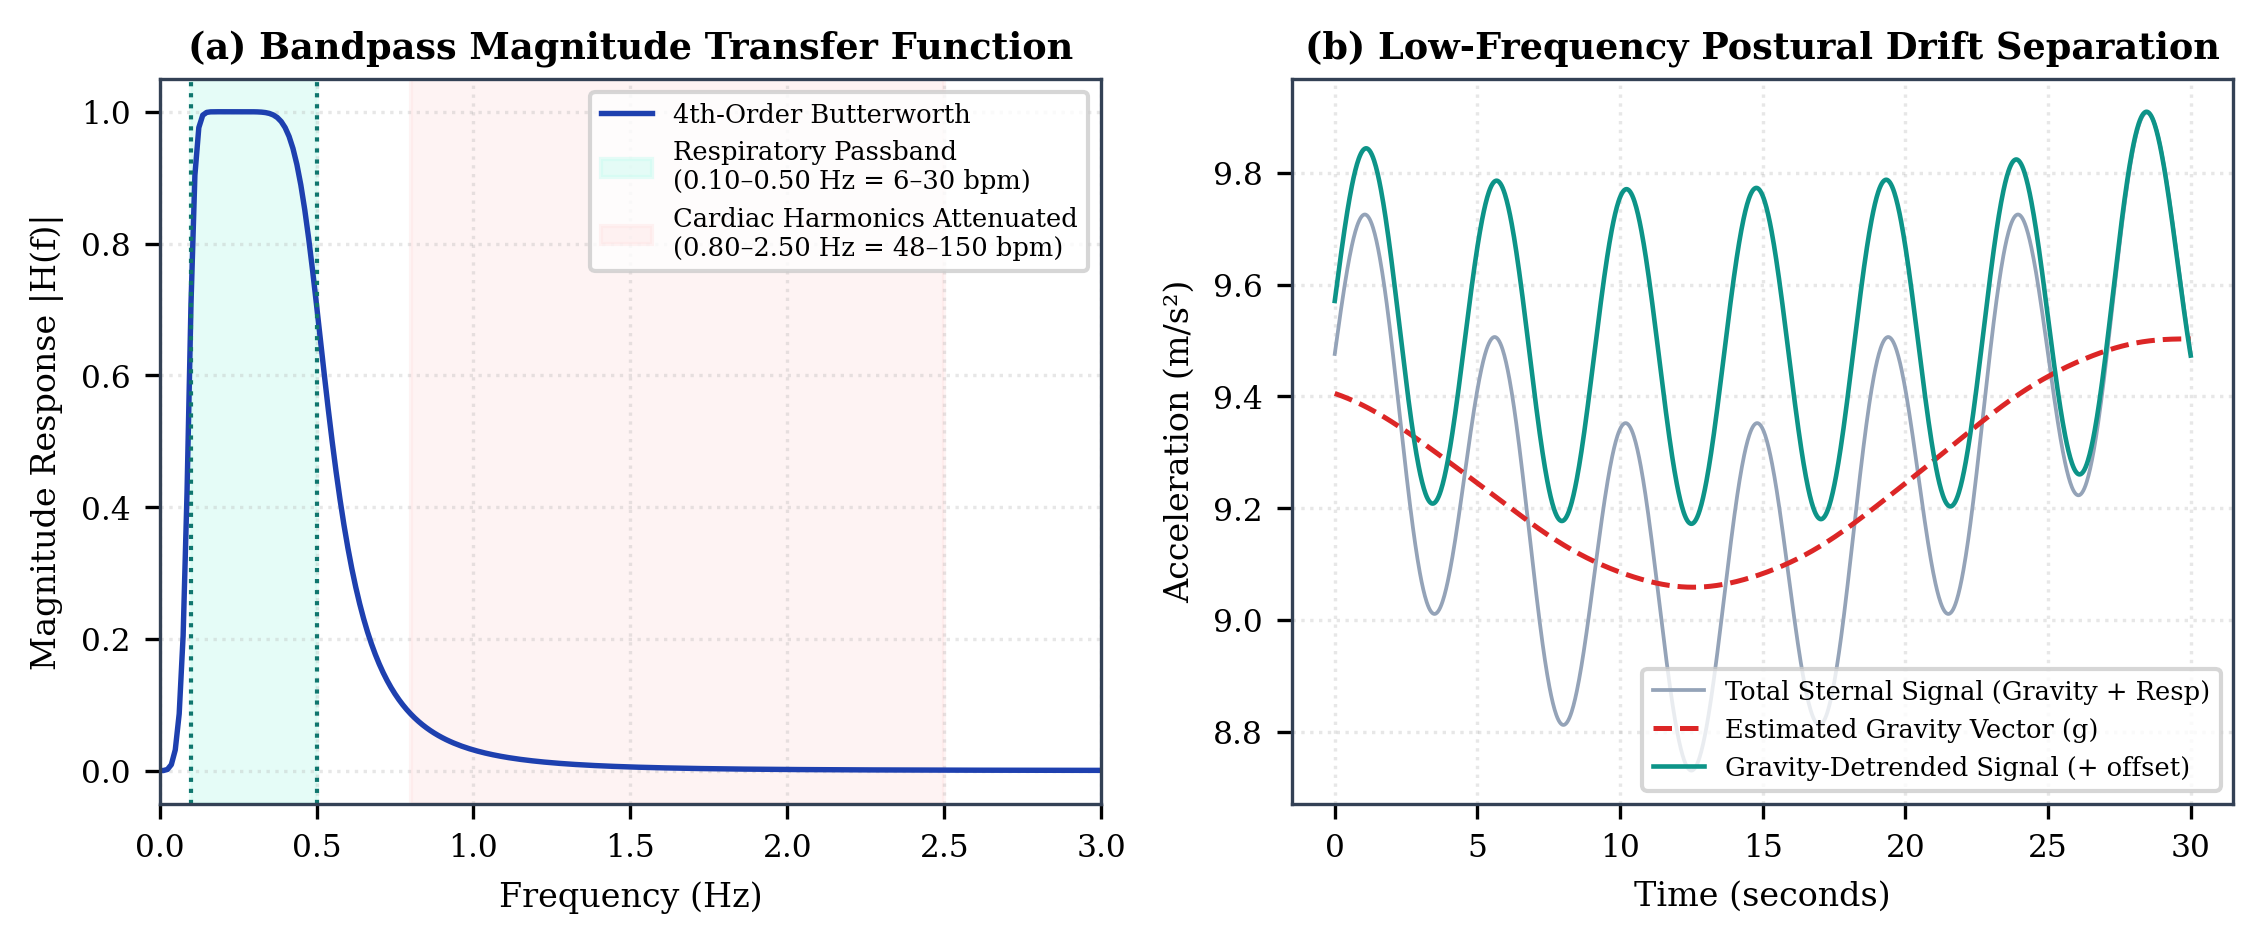 (a) Bandpass Magnitude Transfer Function
Magnitude Response |H(f)|
1.0
0.8
0.6
0.4
0.2
0.0
4th-Order Butterworth
Respiratory Passband
(0.10–0.50 Hz = 6–30 bpm)
Cardiac Harmonics Attenuated
(0.80–2.50 Hz = 48–150 bpm)
0.0 0.5 1.0 1.5 2.0 2.5 3.0
Frequency (Hz)
(b) Low-Frequency Postural Drift Separation
Acceleration (m/s²)
9.8
9.6
9.4
9.2
9.0
8.8
Total Sternal Signal (Gravity + Resp)
Estimated Gravity Vector (g)
Gravity-Detrended Signal (+ offset)
0 5 10 15 20 25 30
Time (seconds)